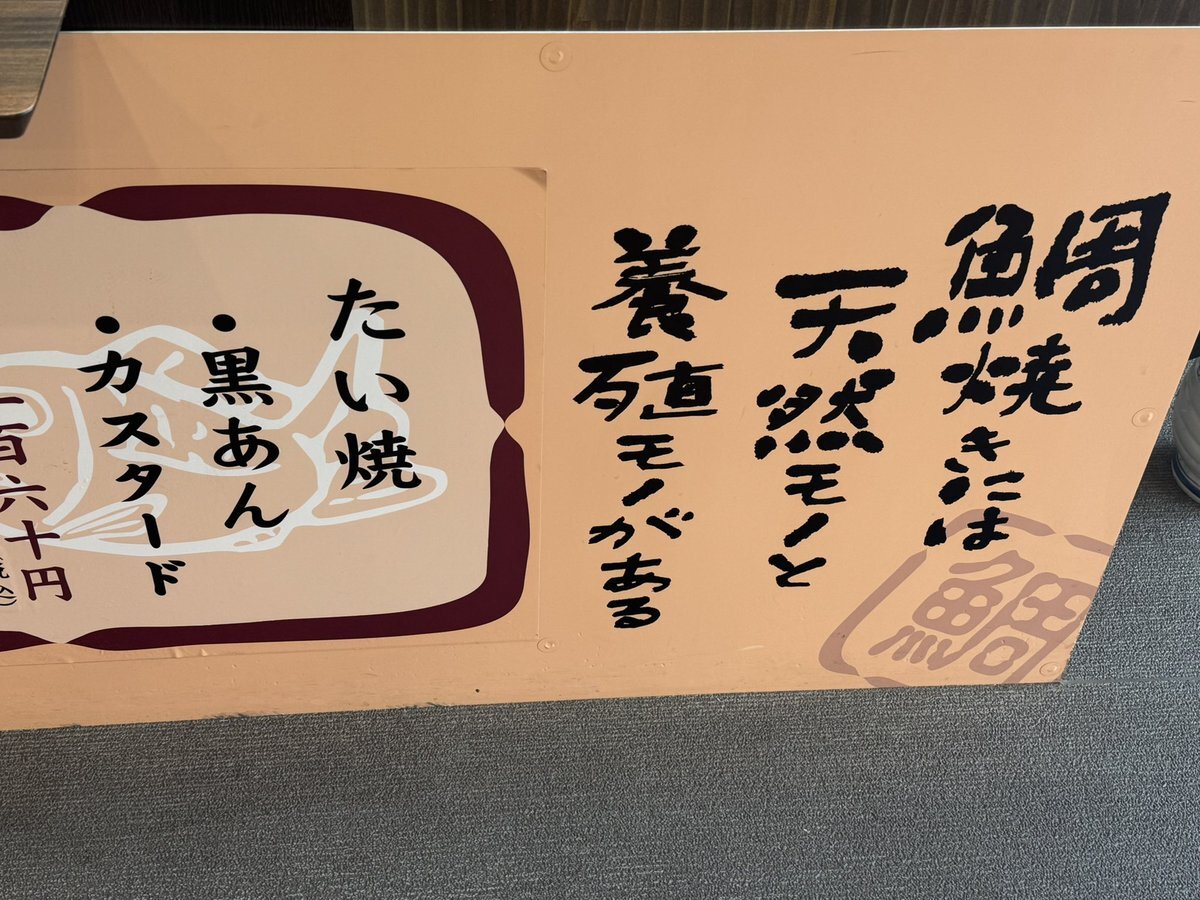 鯛焼きには
天然モノと
養殖モノがある
鯛
たい焼
・黒あん
・カスタード
百六十円